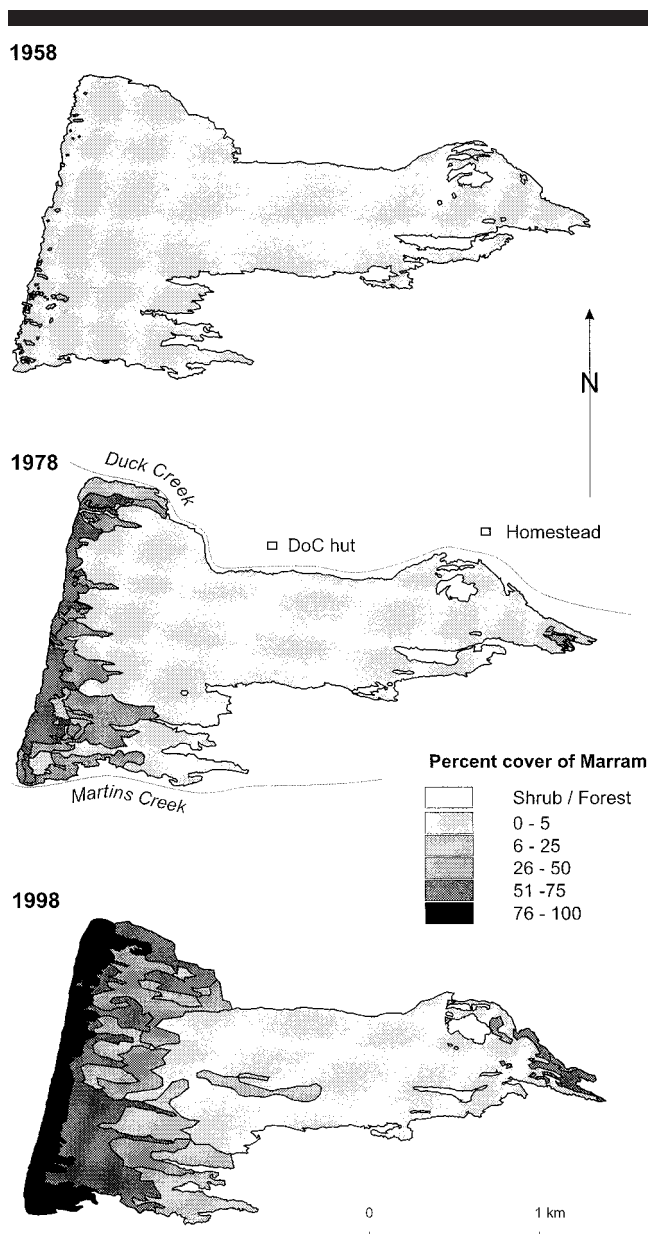 1958
N
1978
Duck Creek
DoC hut
Homestead
Martins Creek
Percent cover of Marram
Shrub / Forest
0 - 5
6 - 25
26 - 50
51 -75
76 - 100
1998
0 1 km